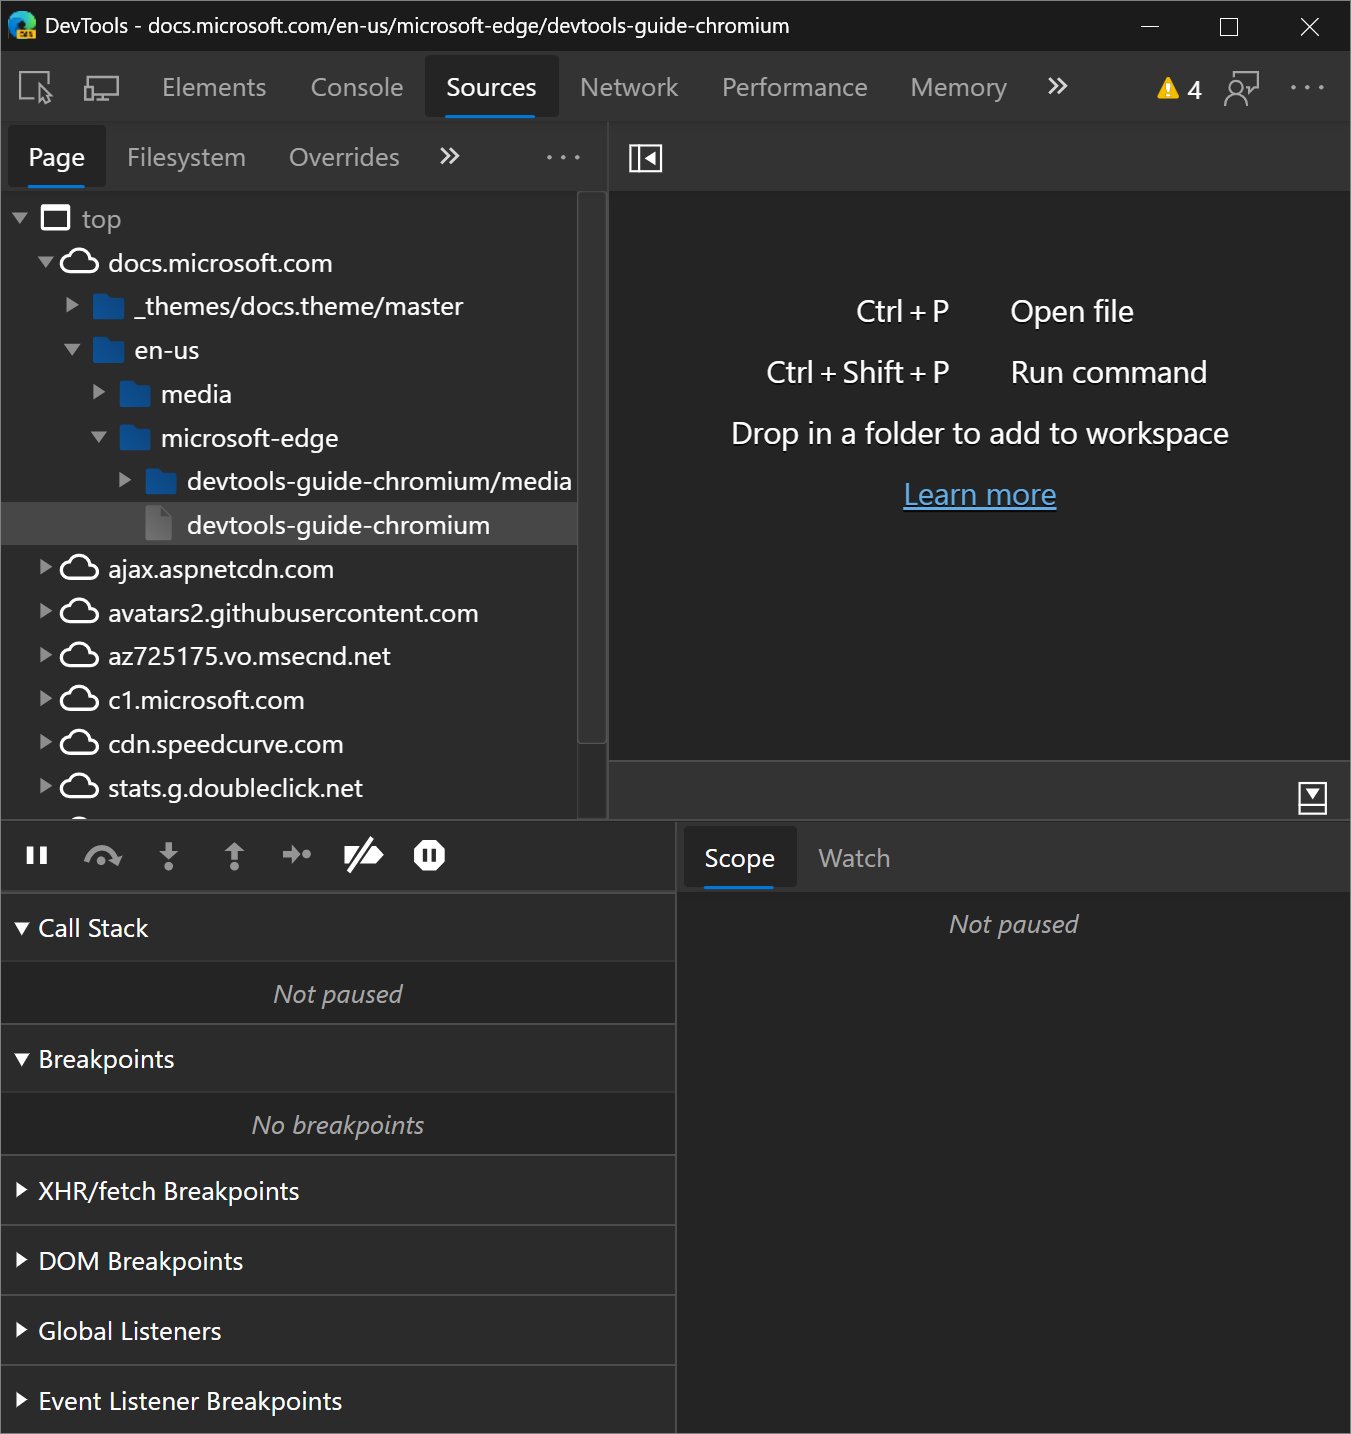 DevTools - docs.microsoft.com/en-us/microsoft-edge/devtools-guide-chromium
Elements Console Sources Network Performance Memory 4
Page Filesystem Overrides
top
docs.microsoft.com
_themes/docs.theme/master
en-us
media
microsoft-edge
devtools-guide-chromium/media
devtools-guide-chromium
ajax.aspnetcdn.com
avatars2.githubusercontent.com
az725175.vo.msecnd.net
c1.microsoft.com
cdn.speedcurve.com
stats.g.doubleclick.net
Ctrl + P Open file
Ctrl + Shift + P Run command
Drop in a folder to add to workspace
Learn more
Call Stack
Not paused
Breakpoints
No breakpoints
XHR/fetch Breakpoints
DOM Breakpoints
Global Listeners
Event Listener Breakpoints
Scope Watch
Not paused